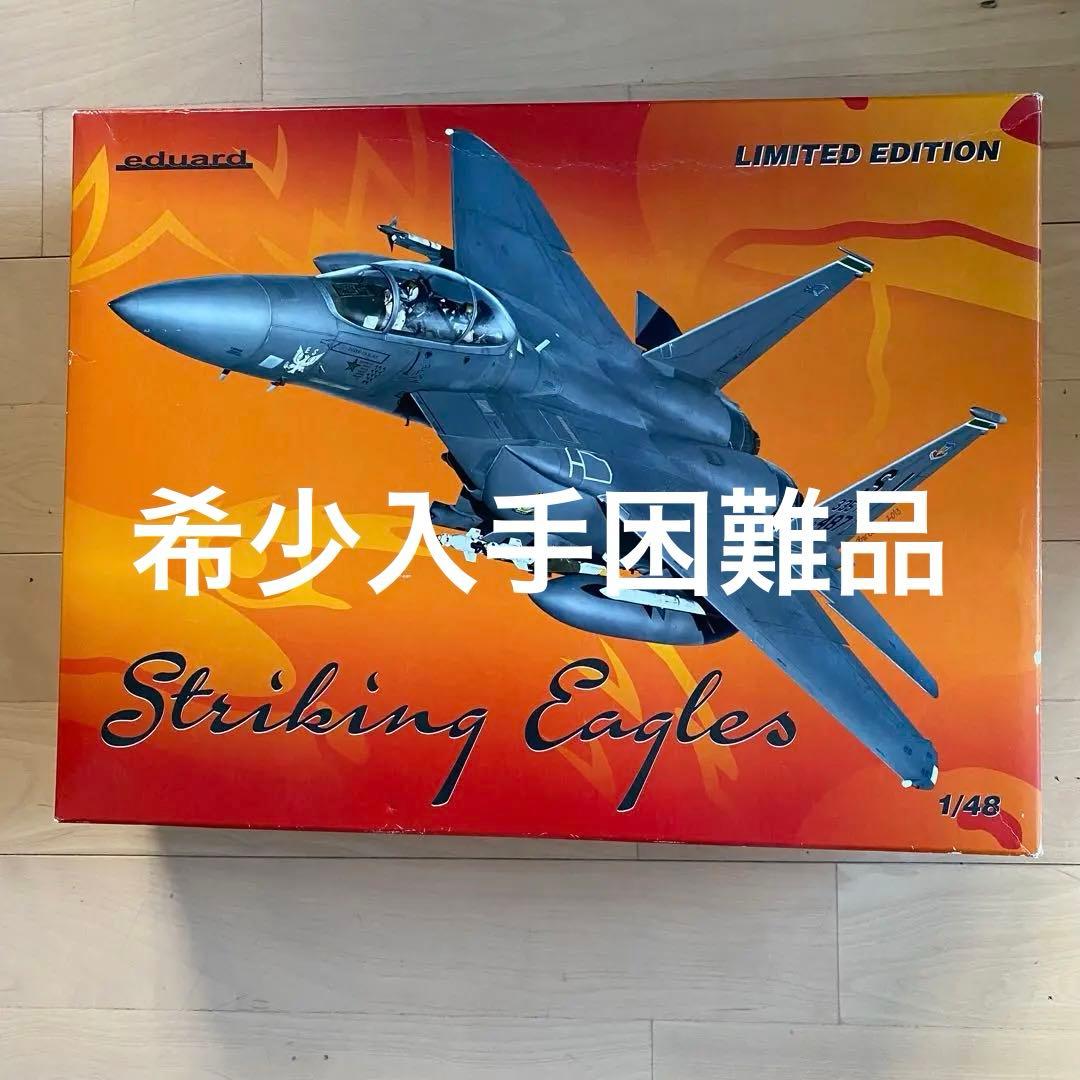 eduard
LIMITED EDITION
希少入手困難品
Striking Eagles
1/48